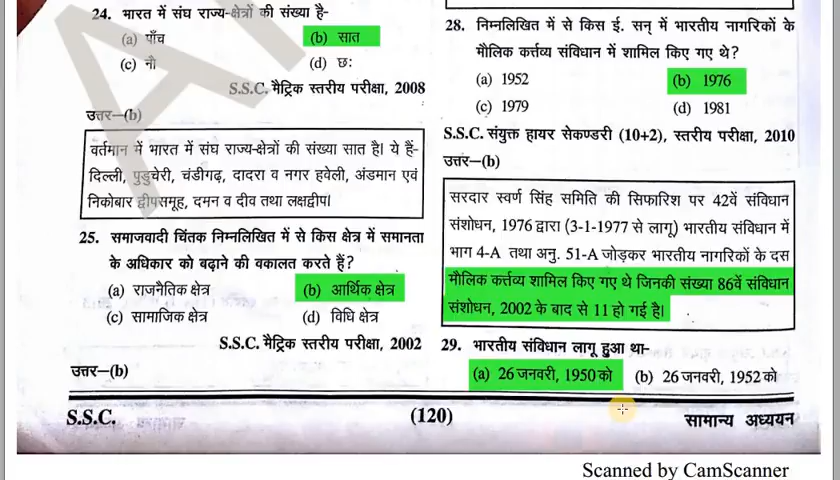 24. भारत में संघ राज्य-क्षेत्रों की संख्या है-
(a) पाँच (b) सात
(c) नौ (d) छः
S.S.C. मैट्रिक स्तरीय परीक्षा, 2008
उत्तर—(b)
वर्तमान में भारत में संघ राज्य-क्षेत्रों की संख्या सात है। ये हैं-
दिल्ली, पुडुचेरी, चंडीगढ़, दादरा व नगर हवेली, अंडमान एवं
निकोबार द्वीपसमूह, दमन व दीव तथा लक्षद्वीप।
25. समाजवादी चिंतक निम्नलिखित में से किस क्षेत्र में समानता
के अधिकार को बढ़ाने की वकालत करते हैं?
(a) राजनैतिक क्षेत्र (b) आर्थिक क्षेत्र
(c) सामाजिक क्षेत्र (d) विधि क्षेत्र
S.S.C. मैट्रिक स्तरीय परीक्षा, 2002
उत्तर—(b)
28. निम्नलिखित में से किस ई. सन् में भारतीय नागरिकों के
मौलिक कर्त्तव्य संविधान में शामिल किए गए थे?
(a) 1952 (b) 1976
(c) 1979 (d) 1981
S.S.C. संयुक्त हायर सेकण्डरी (10+2), स्तरीय परीक्षा, 2010
उत्तर—(b)
सरदार स्वर्ण सिंह समिति की सिफारिश पर 42वें संविधान
संशोधन, 1976 द्वारा (3-1-1977 से लागू) भारतीय संविधान में
भाग 4-A तथा अनु. 51-A जोड़कर भारतीय नागरिकों के दस
मौलिक कर्त्तव्य शामिल किए गए थे जिनकी संख्या 86वें संविधान
संशोधन, 2002 के बाद से 11 हो गई है।
29. भारतीय संविधान लागू हुआ था-
(a) 26 जनवरी, 1950 को (b) 26 जनवरी, 1952 को
S.S.C. (120) सामान्य अध्ययन
Scanned by CamScanner